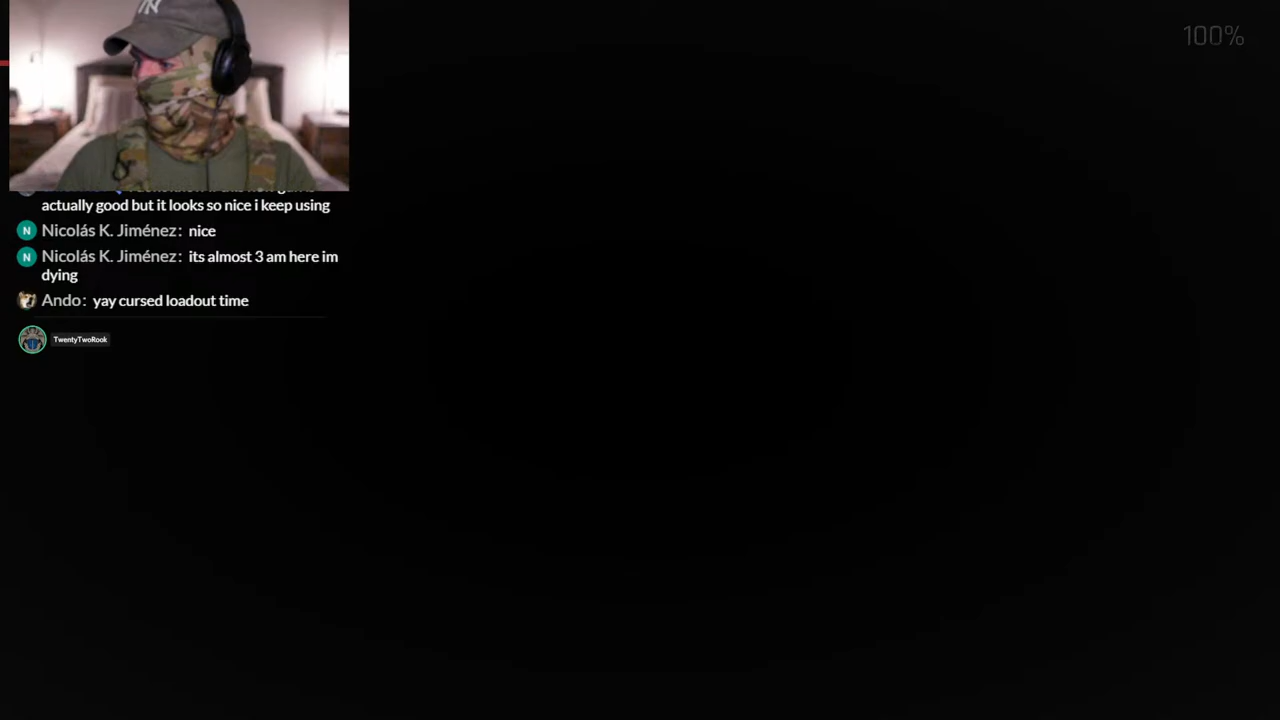 100%
actually good but it looks so nice i keep using
Nicolás K. Jiménez: nice
N
Nicolás K. Jiménez: its almost 3 am here im
N
dying
Ando: yay cursed loadout time
TwentyTwoRook